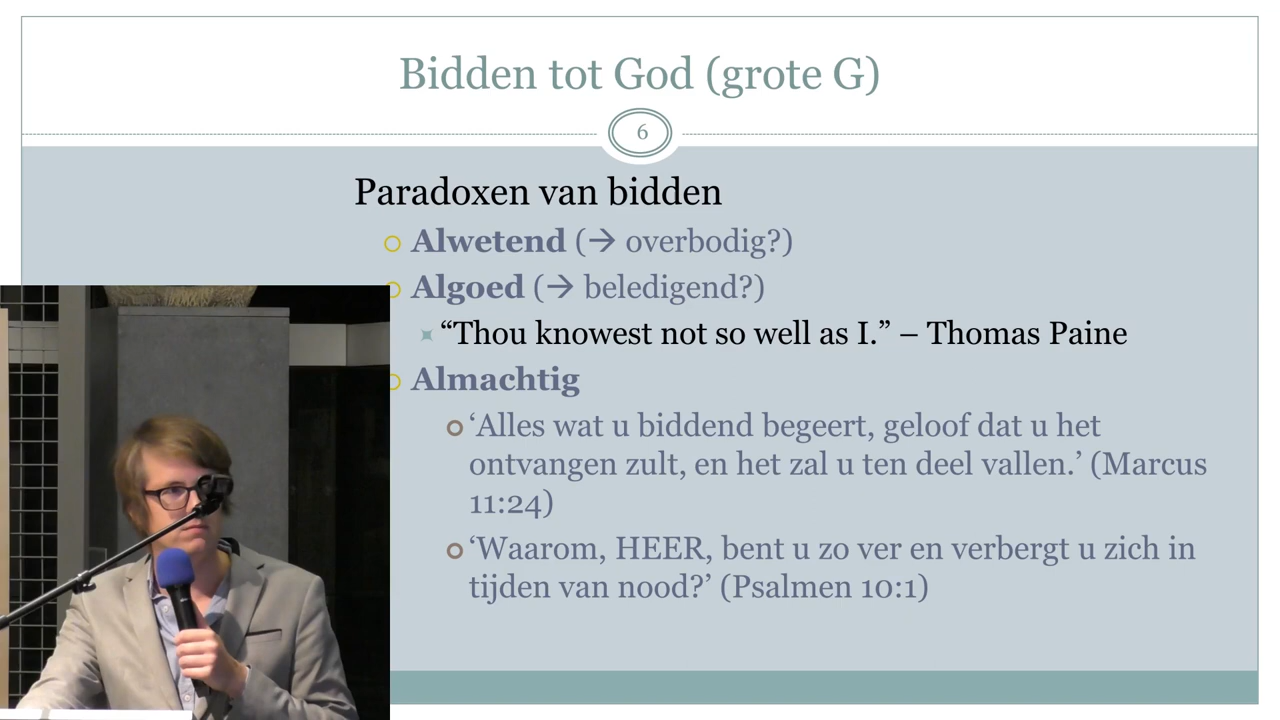 Bidden tot God (grote G)
6
Paradoxen van bidden
Alwetend (→ overbodig?)
Algoed (→ beledigend?)
“Thou knowest not so well as I.” – Thomas Paine
Almachtig
‘Alles wat u biddend begeert, geloof dat u het
ontvangen zult, en het zal u ten deel vallen.’ (Marcus
11:24)
‘Waarom, HEER, bent u zo ver en verbergt u zich in
tijden van nood?’ (Psalmen 10:1)